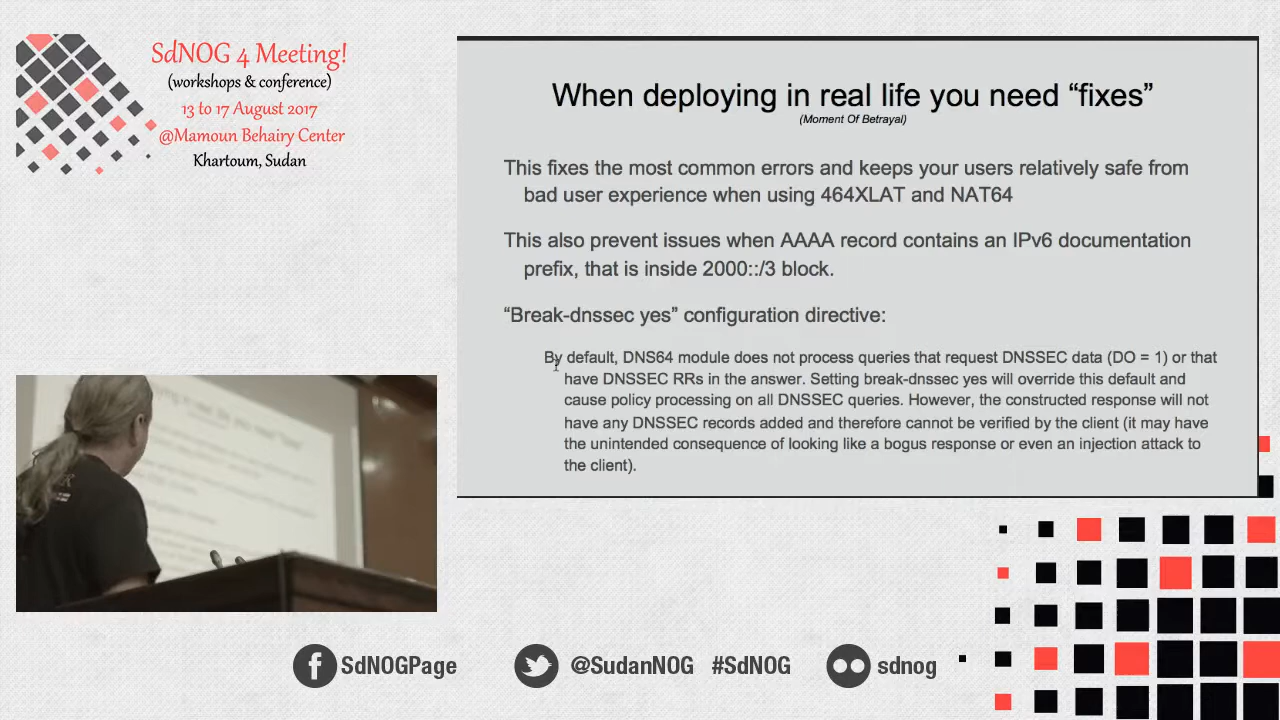 SdNOG 4 Meeting!
(workshops & conference)
13 to 17 August 2017
@Mamoun Behairy Center
Khartoum, Sudan
When deploying in real life you need “fixes”
(Moment Of Betrayal)
This fixes the most common errors and keeps your users relatively safe from
bad user experience when using 464XLAT and NAT64
This also prevent issues when AAAA record contains an IPv6 documentation
prefix, that is inside 2000::/3 block.
“Break-dnssec yes” configuration directive:
By default, DNS64 module does not process queries that request DNSSEC data (DO = 1) or that
have DNSSEC RRs in the answer. Setting break-dnssec yes will override this default and
cause policy processing on all DNSSEC queries. However, the constructed response will not
have any DNSSEC records added and therefore cannot be verified by the client (it may have
the unintended consequence of looking like a bogus response or even an injection attack to
the client).
SdNOGPage
@SudanNOG #SdNOG
sdnog